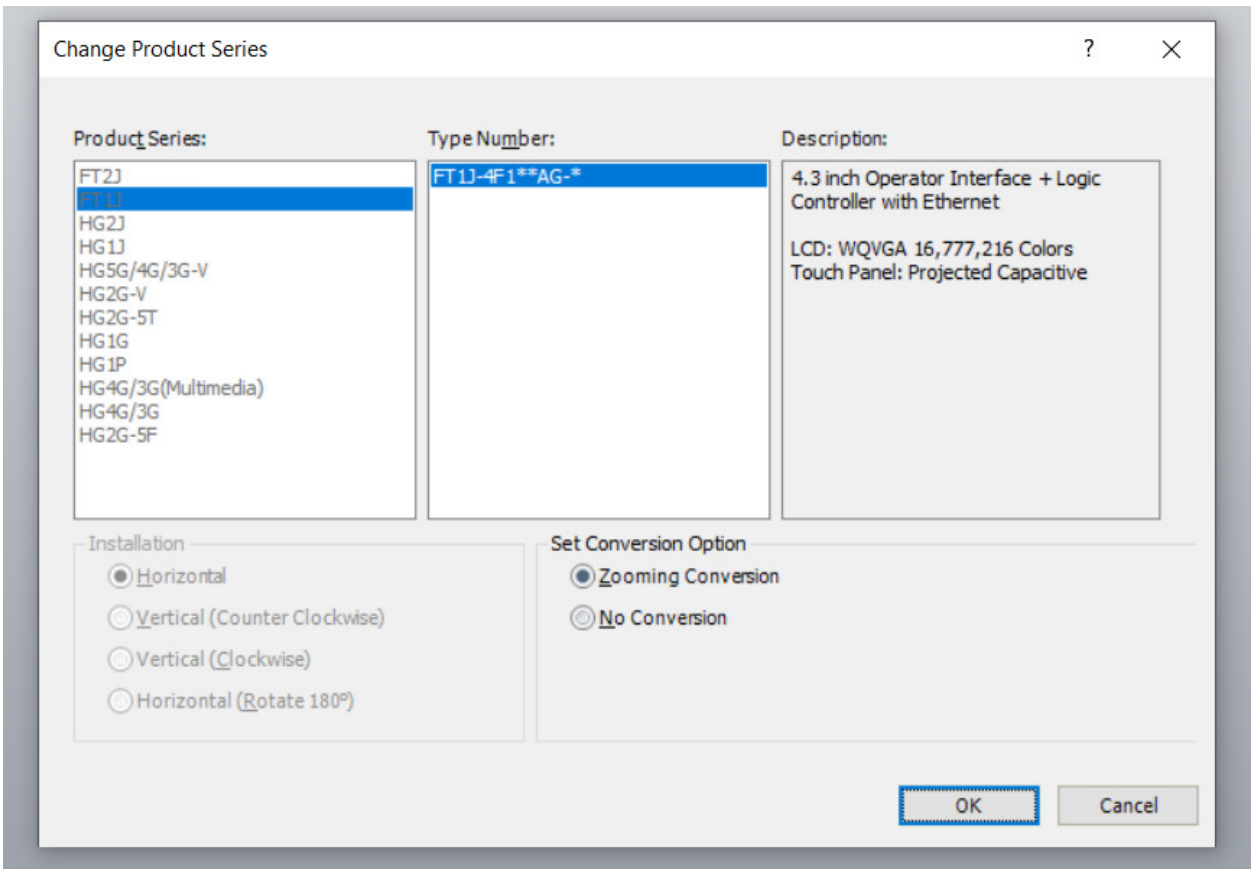 Change Product Series
?
Product Series:
FT2J
FT1J
HG2J
HG1J
HG5G/4G/3G-V
HG2G-V
HG2G-5T
HG1G
HG1P
HG4G/3G(Multimedia)
HG4G/3G
HG2G-5F
Type Number:
FT1J-4F1**AG-*
Description:
4.3 inch Operator Interface + Logic
Controller with Ethernet
LCD: WQVGA 16,777,216 Colors
Touch Panel: Projected Capacitive
Installation
Horizontal
Vertical (Counter Clockwise)
Vertical (Clockwise)
Horizontal (Rotate 180º)
Set Conversion Option
Zooming Conversion
No Conversion
OK
Cancel